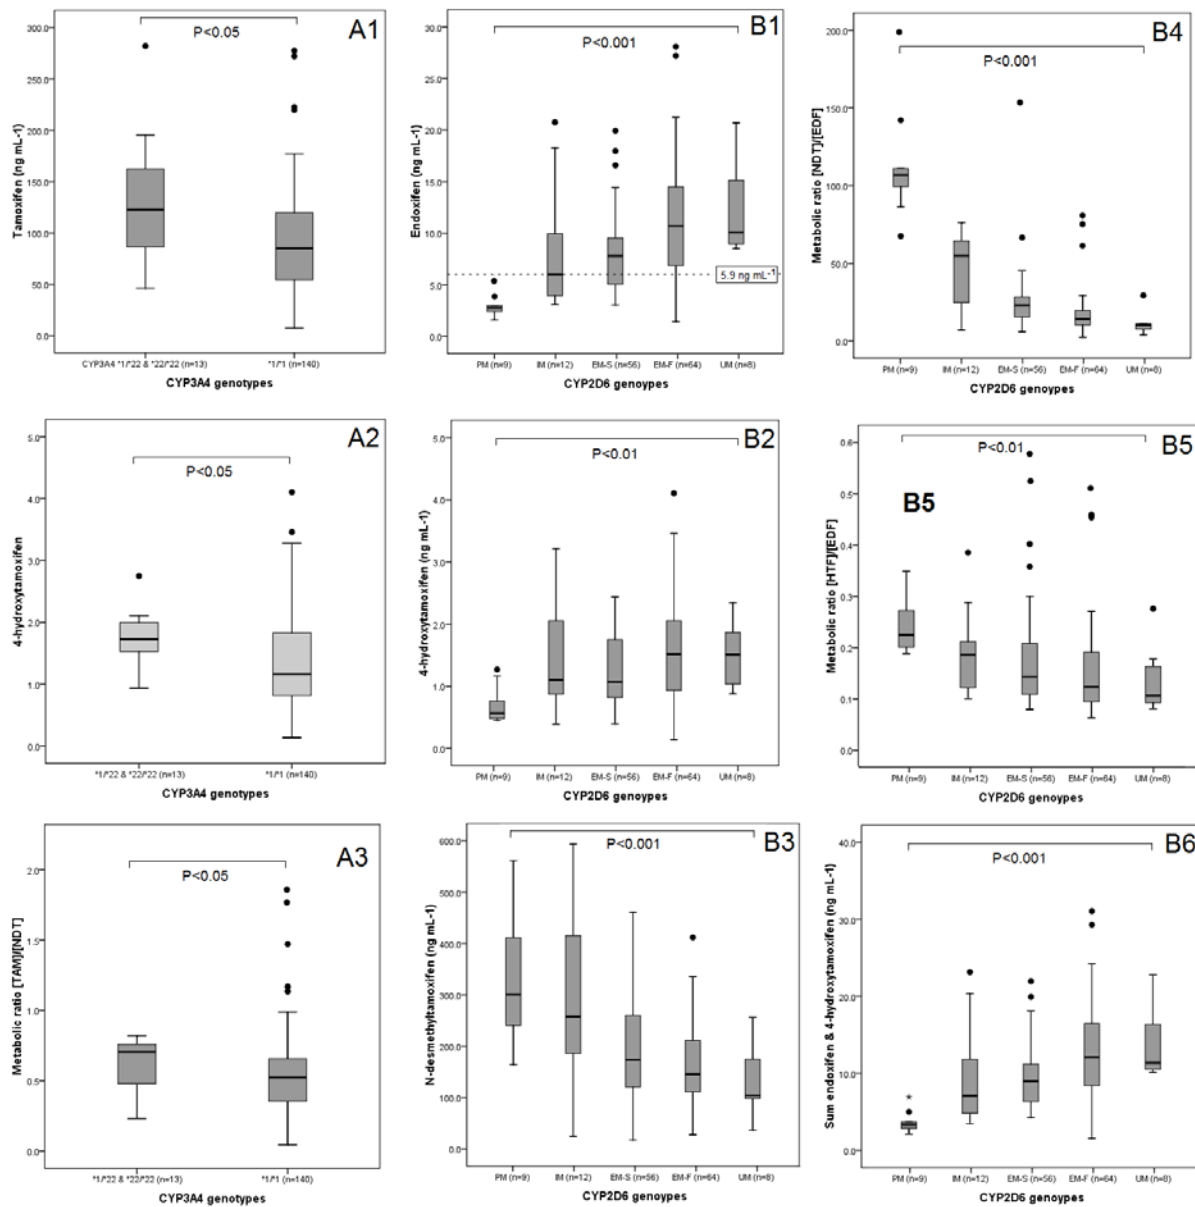 A1
P<0.05
Tamoxifen (ng mL-1)
300.0
250.0
200.0
150.0
100.0
50.0
0.0
CYP3A4 *1/*22 & *22/*22 (n=13)
*1/*1 (n=140)
CYP3A4 genotypes
B1
P<0.001
Endoxifen (ng mL-1)
30.0
25.0
20.0
15.0
10.0
5.0
0.0
5.9 ng mL-1
PM (n=9)
IM (n=12)
EM-S (n=56)
EM-F (n=64)
UM (n=8)
CYP2D6 genoypes
B4
P<0.001
Metabolic ratio [NDT]/[EDF]
200.0
150.0
100.0
50.0
0.0
PM (n=9)
IM (n=12)
EM-S (n=56)
EM-F (n=64)
UM (n=8)
CYP2D6 genoypes
A2
P<0.05
4-hydroxytamoxifen
5.0
4.0
3.0
2.0
1.0
0.0
*1/*22 & *22/*22 (n=13)
*1/*1 (n=140)
CYP3A4 genotypes
B2
P<0.01
4-hydroxytamoxifen (ng mL-1)
5.0
4.0
3.0
2.0
1.0
0.0
PM (n=9)
IM (n=12)
EM-S (n=56)
EM-F (n=64)
UM (n=8)
CYP2D6 genoypes
B5
P<0.01
B5
Metabolic ratio [HTF]/[EDF]
0.6
0.5
0.4
0.3
0.2
0.1
0.0
PM (n=9)
IM (n=12)
EM-S (n=56)
EM-F (n=64)
UM (n=8)
CYP2D6 genoypes
A3
P<0.05
Metabolic ratio [TAM]/[NDT]
2.0
1.5
1.0
0.5
0.0
*1/*22 & *22/*22 (n=13)
*1/*1 (n=140)
CYP3A4 genotypes
B3
P<0.001
N-desmethyltamoxifen (ng mL-1)
600.0
500.0
400.0
300.0
200.0
100.0
0.0
PM (n=9)
IM (n=12)
EM-S (n=56)
EM-F (n=64)
UM (n=8)
CYP2D6 genoypes
B6
P<0.001
Sum endoxifen & 4-hydroxytamoxifen (ng mL-1)
40.0
30.0
20.0
10.0
0.0
PM (n=9)
IM (n=12)
EM-S (n=56)
EM-F (n=64)
UM (n=8)
CYP2D6 genoypes